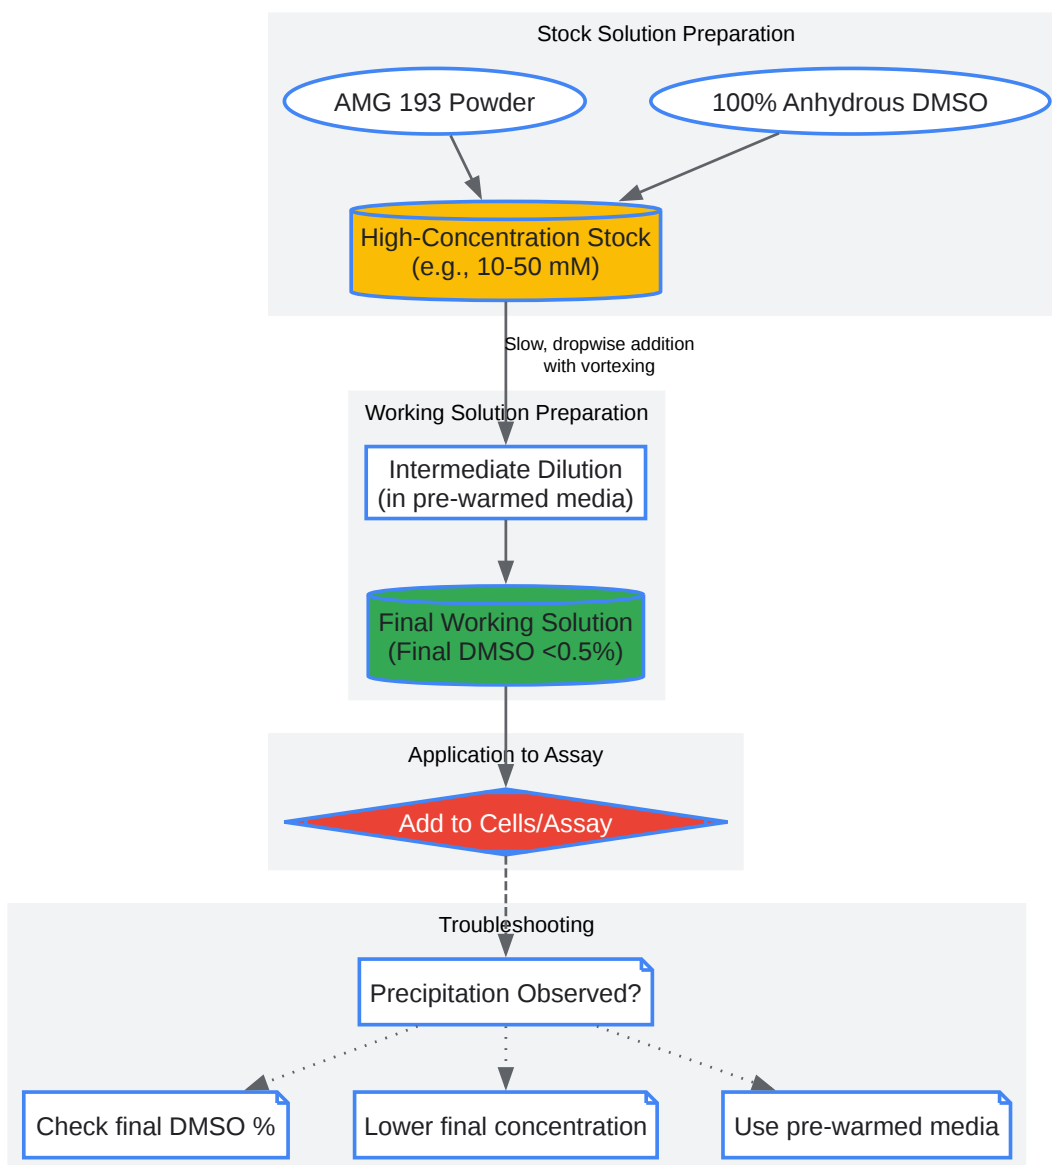 Stock Solution Preparation
AMG 193 Powder
100% Anhydrous DMSO
High-Concentration Stock
(e.g., 10-50 mM)
Slow, dropwise addition
with vortexing
Working Solution Preparation
Intermediate Dilution
(in pre-warmed media)
Final Working Solution
(Final DMSO <0.5%)
Application to Assay
Add to Cells/Assay
Troubleshooting
Precipitation Observed?
Check final DMSO %
Lower final concentration
Use pre-warmed media